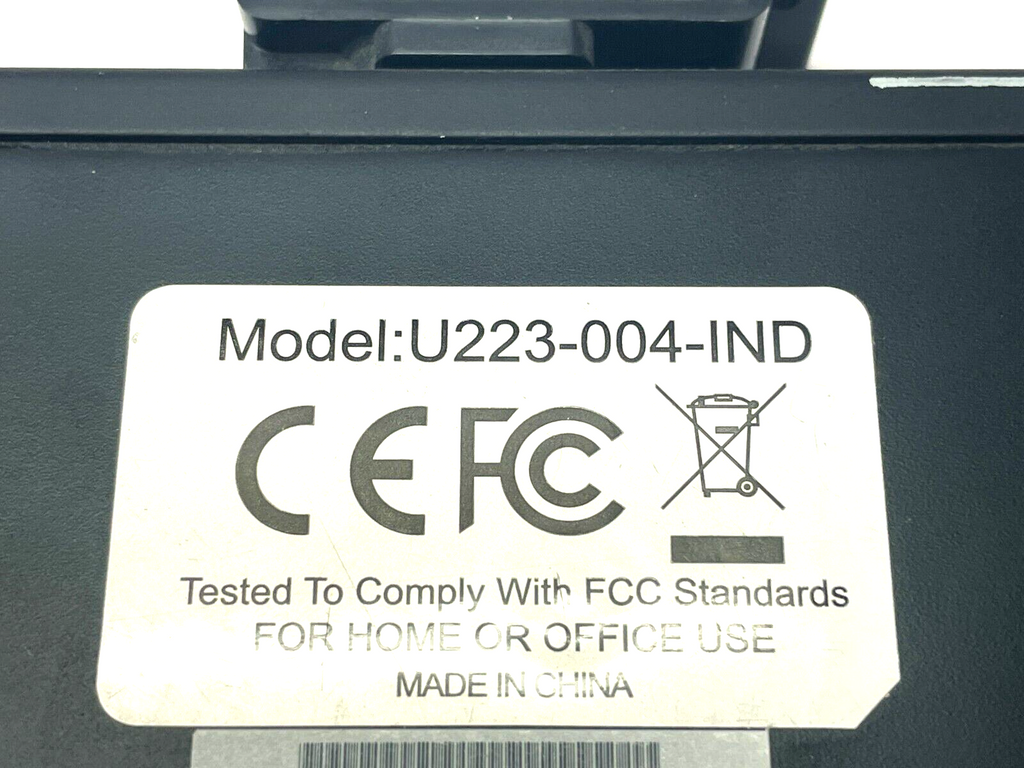 Model:U223-004-IND
CE FC
Tested To Comply With FCC Standards
FOR HOME OR OFFICE USE
MADE IN CHINA